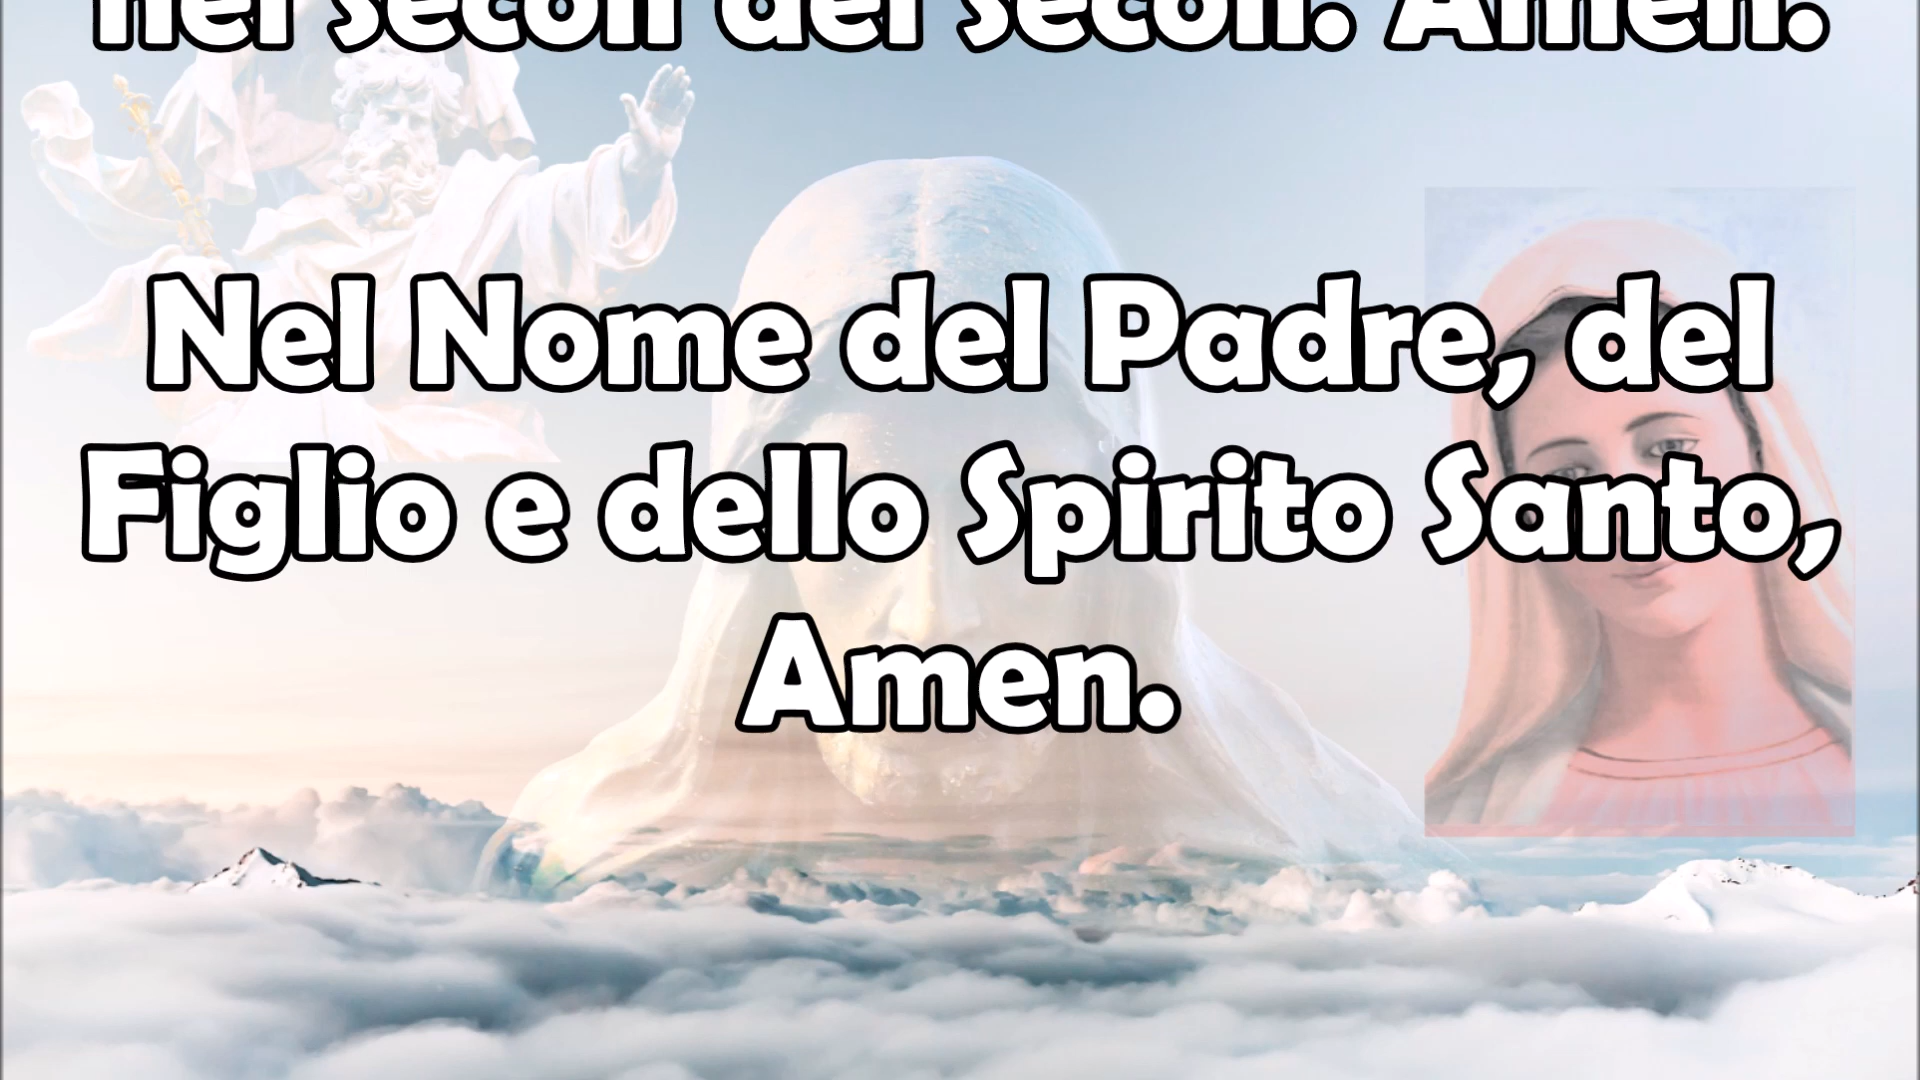 nei secoli dei secoli. Amen.
Nel Nome del Padre, del
Figlio e dello Spirito Santo,
Amen.